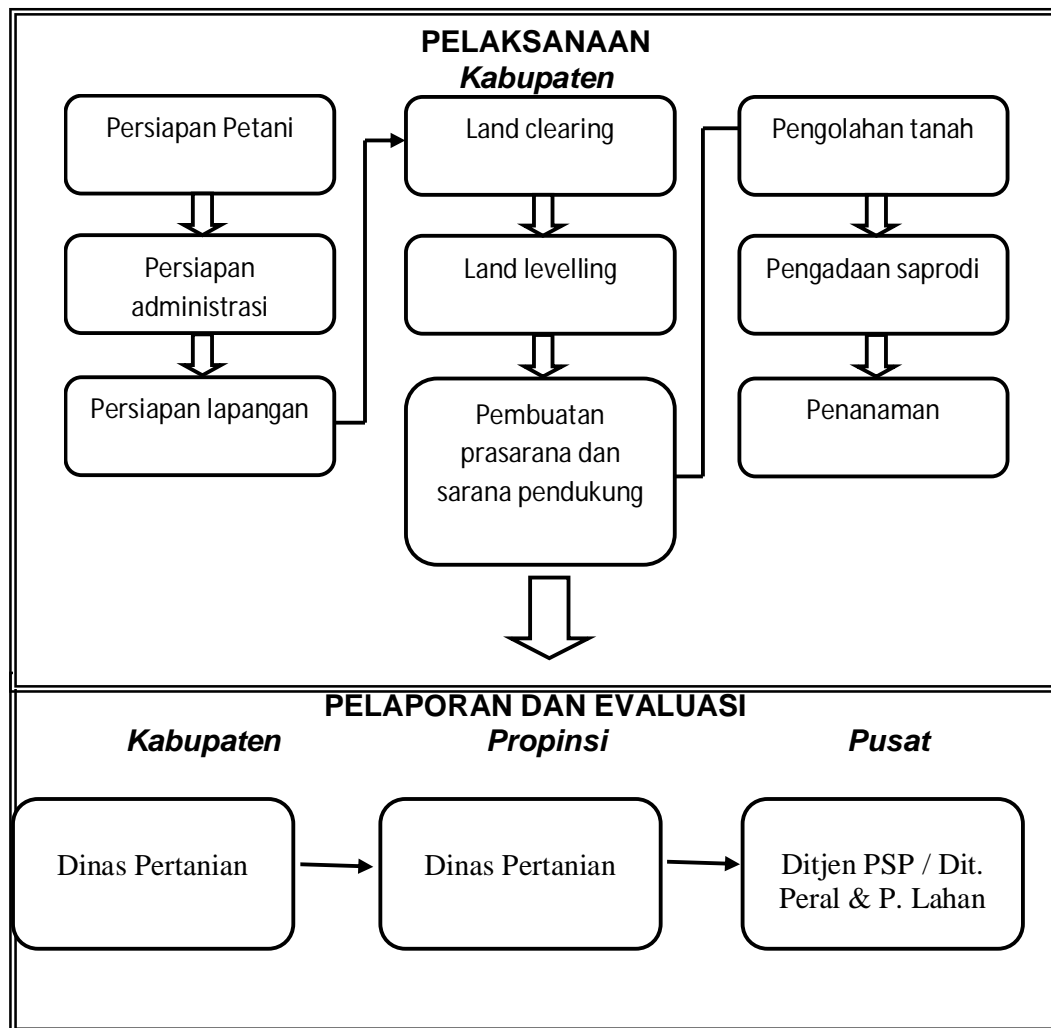 PELAKSANAAN
Kabupaten
Persiapan Petani
Persiapan
administrasi
Persiapan lapangan
Land clearing
Land levelling
Pembuatan
prasarana dan
sarana pendukung
Pengolahan tanah
Pengadaan saprodi
Penanaman
PELAPORAN DAN EVALUASI
Kabupaten
Propinsi
Pusat
Dinas Pertanian
Dinas Pertanian
Ditjen PSP / Dit.
Peral & P. Lahan